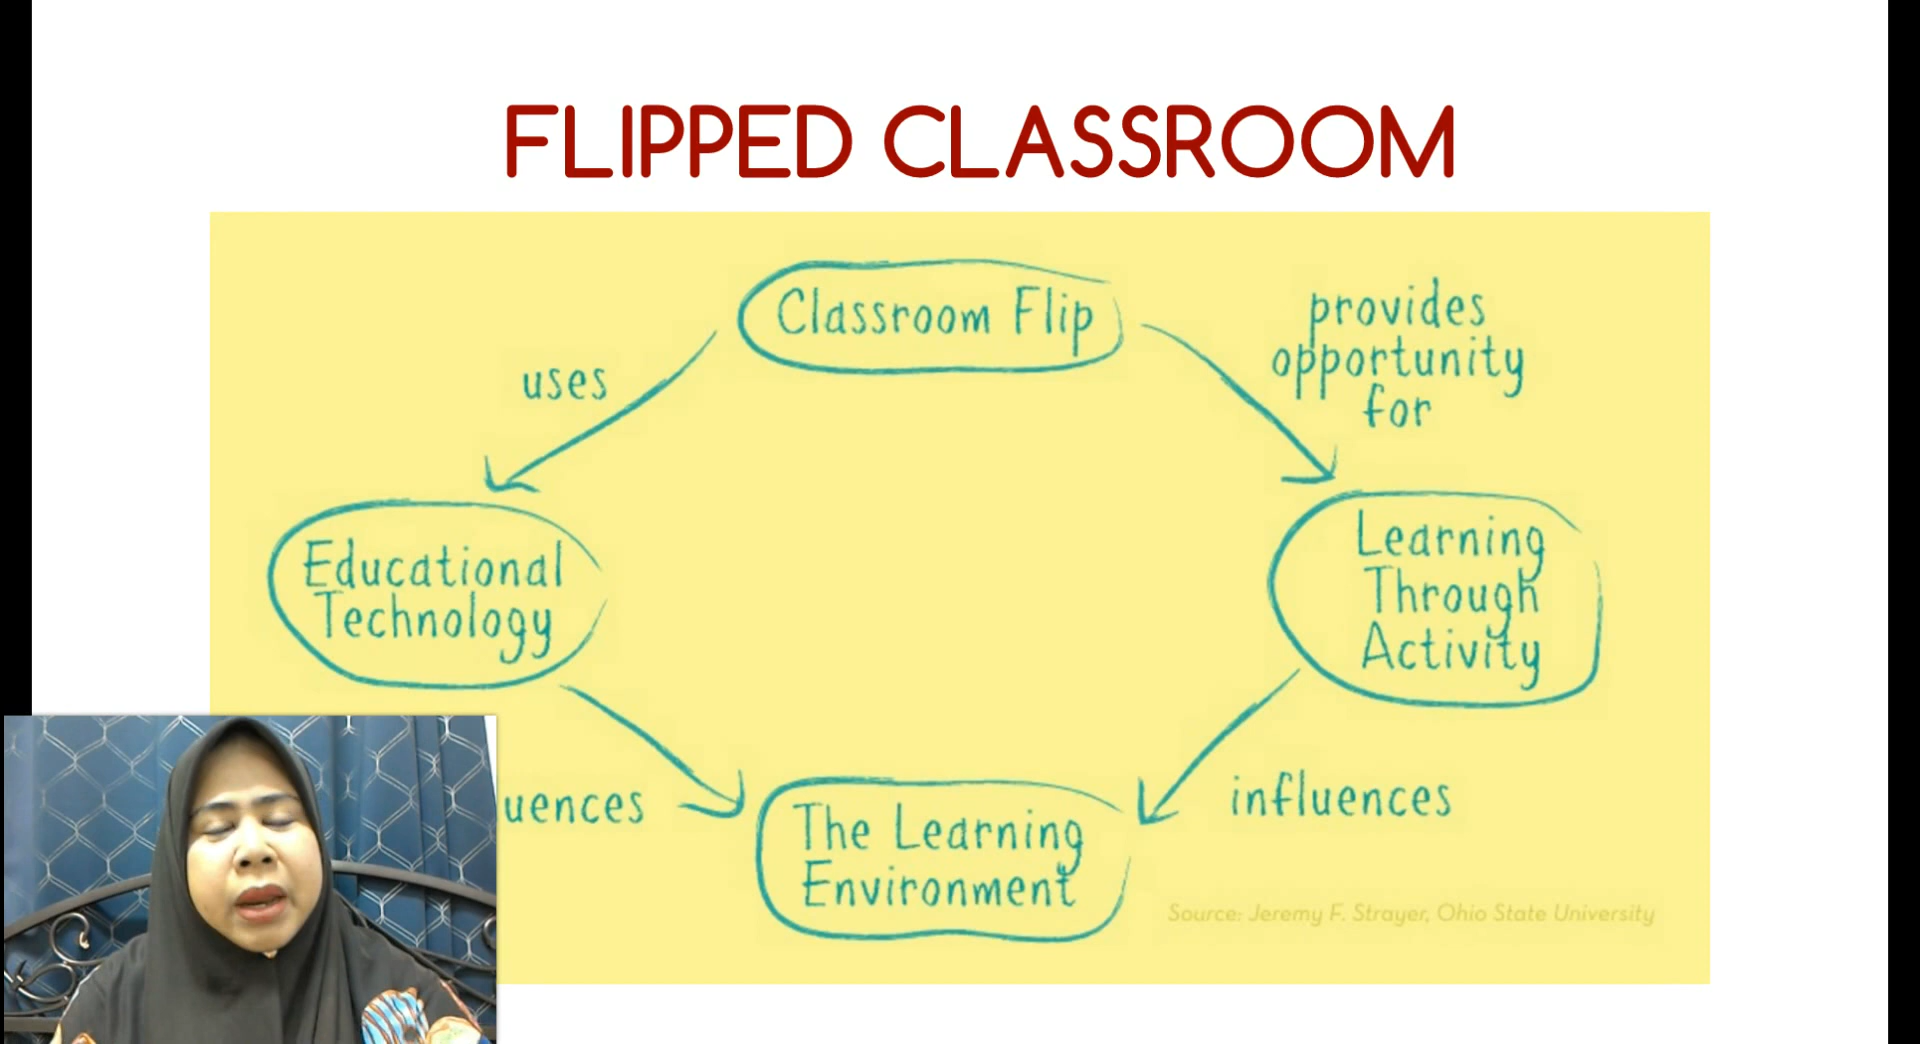 FLIPPED CLASSROOM
Classroom Flip
uses
provides
opportunity
for
Educational
Technology
Learning
Through
Activity
uences
influences
The Learning
Environment
Source: Jeremy F. Strayer, Ohio State University